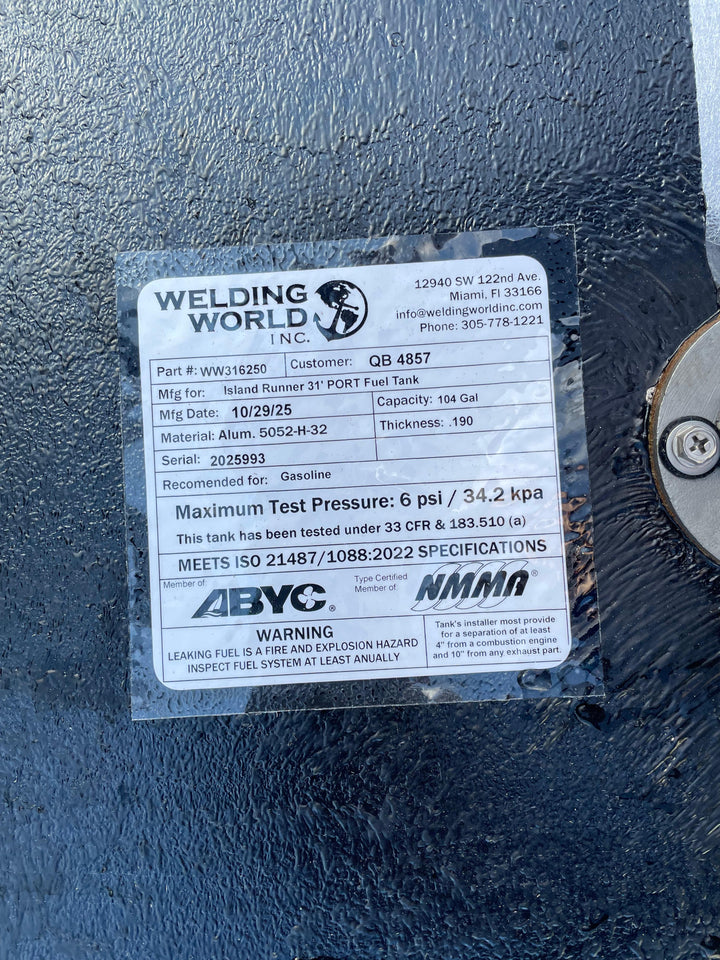 WELDING
WORLD
INC.
12940 SW 122nd Ave.
Miami, Fl 33166
info@weldingworldinc.com
Phone: 305-778-1221
Part #: WW316250 Customer: QB 4857
Mfg for: Island Runner 31' PORT Fuel Tank
Mfg Date: 10/29/25 Capacity: 104 Gal
Material: Alum. 5052-H-32 Thickness: .190
Serial: 2025993
Recomended for: Gasoline
Maximum Test Pressure: 6 psi / 34.2 kpa
This tank has been tested under 33 CFR & 183.510 (a)
MEETS ISO 21487/1088:2022 SPECIFICATIONS
Member of:
ABYC®
Type Certified
Member of:
NMMA®
WARNING
LEAKING FUEL IS A FIRE AND EXPLOSION HAZARD
INSPECT FUEL SYSTEM AT LEAST ANUALLY
Tank's installer most provide
for a separation of at least
4" from a combustion engine
and 10" from any exhaust part.